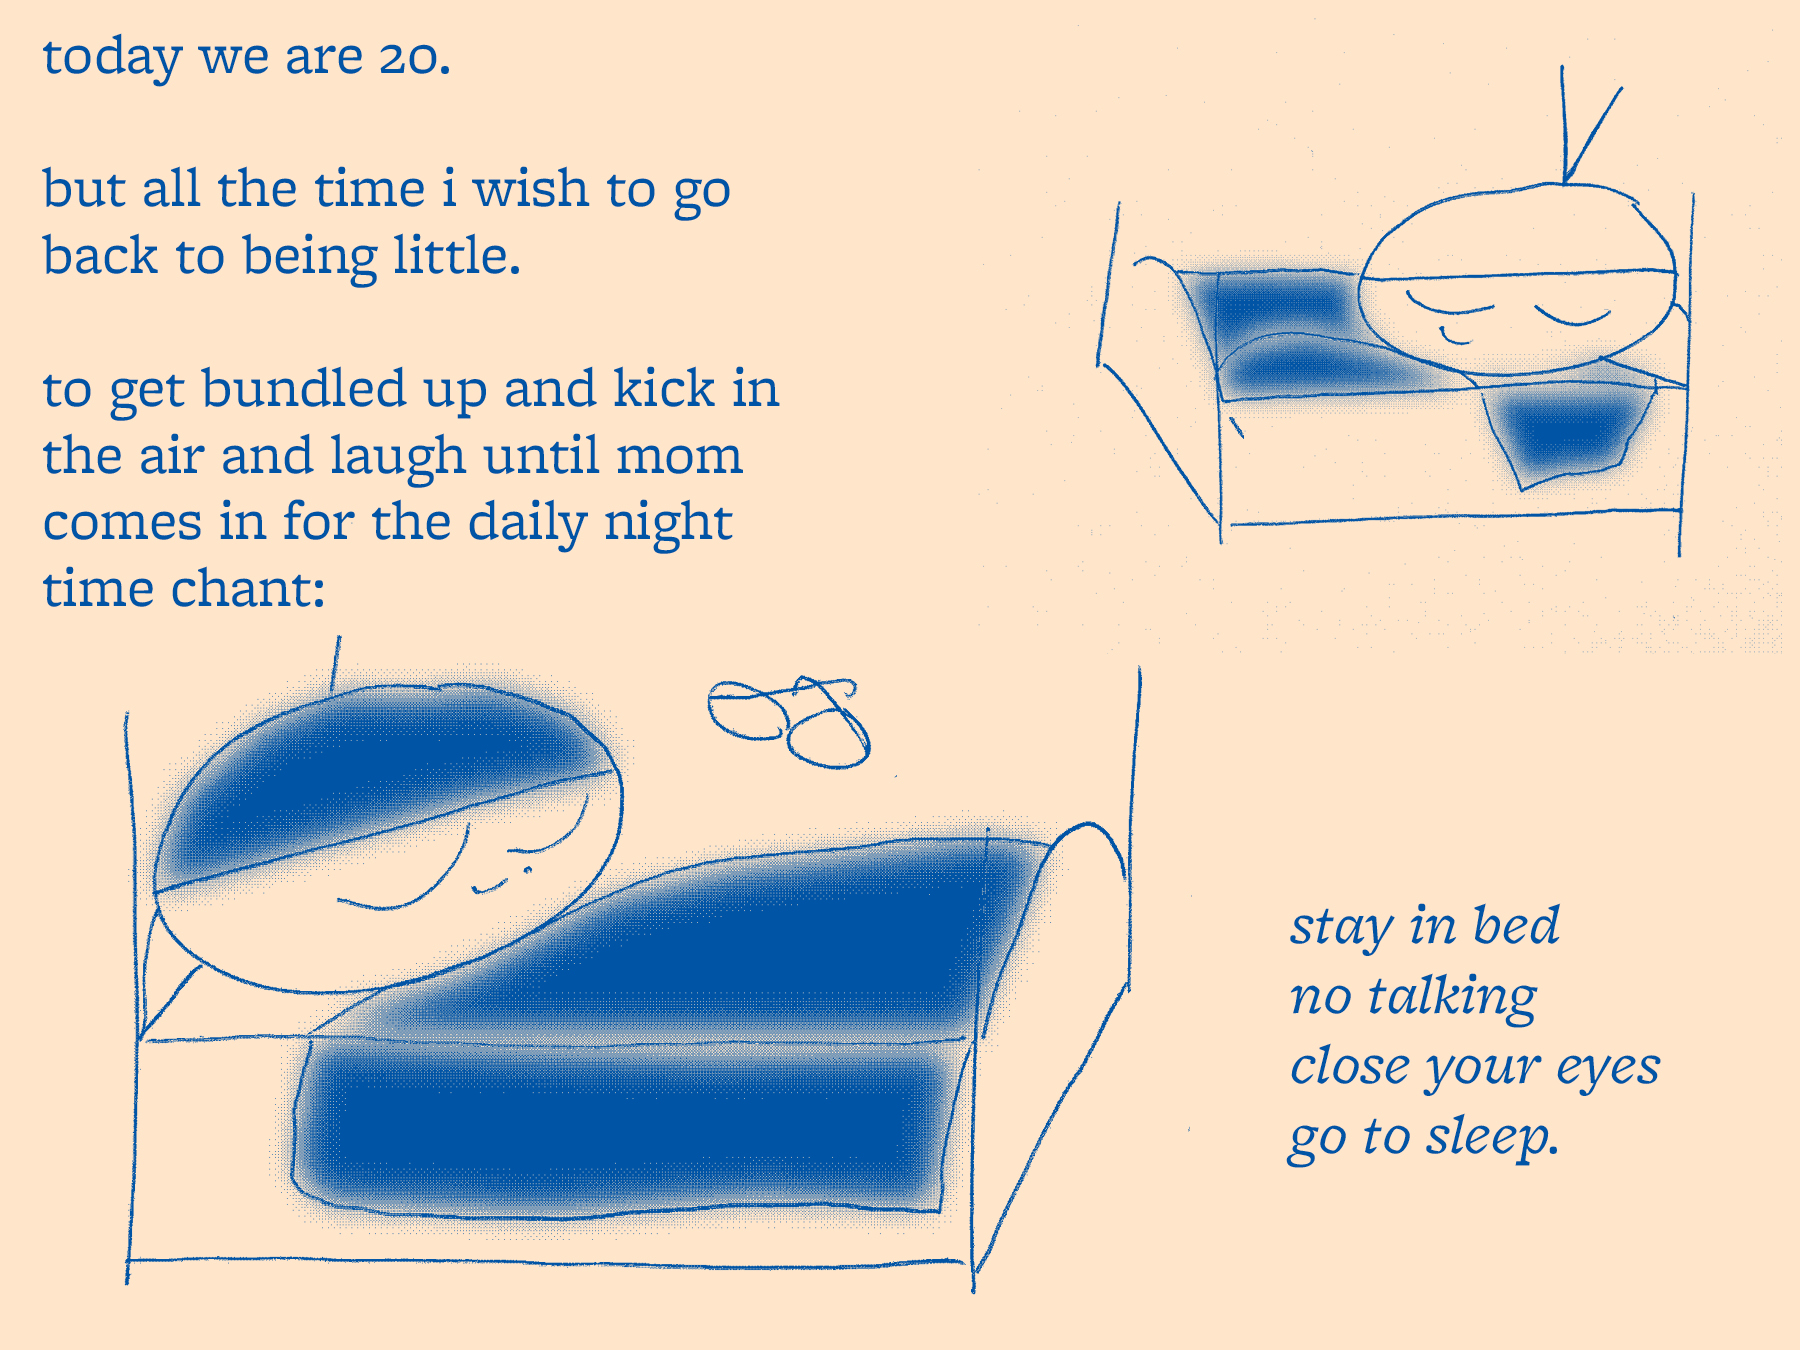 today we are 20.
but all the time i wish to go
back to being little.
to get bundled up and kick in
the air and laugh until mom
comes in for the daily night
time chant:
stay in bed
no talking
close your eyes
go to sleep.